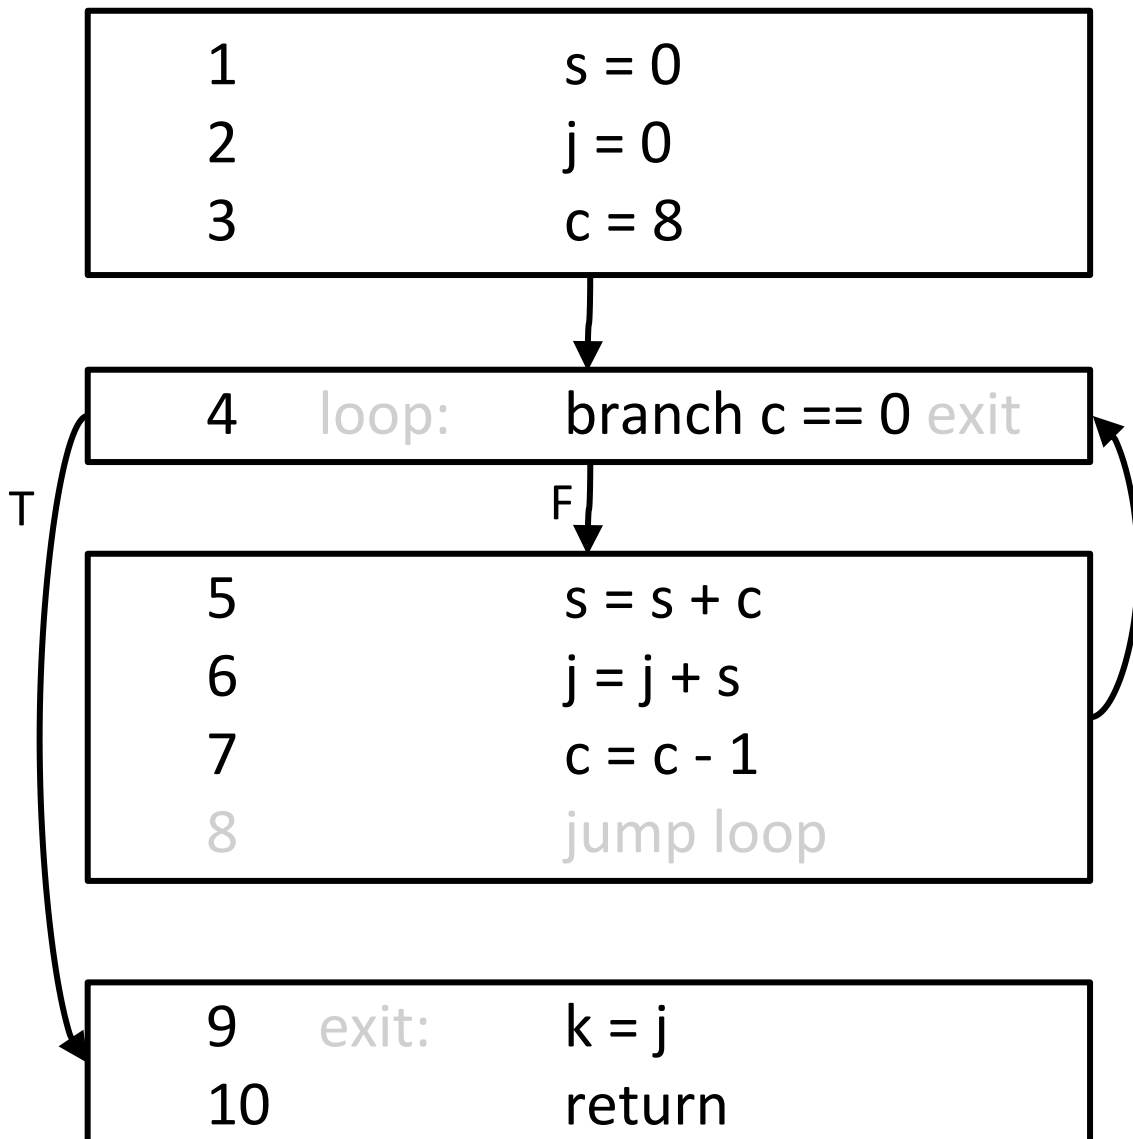 1 s = 0
2 j = 0
3 c = 8
4 loop: branch c == 0 exit
T
F
5 s = s + c
6 j = j + s
7 c = c - 1
8 jump loop
9 exit: k = j
10 return